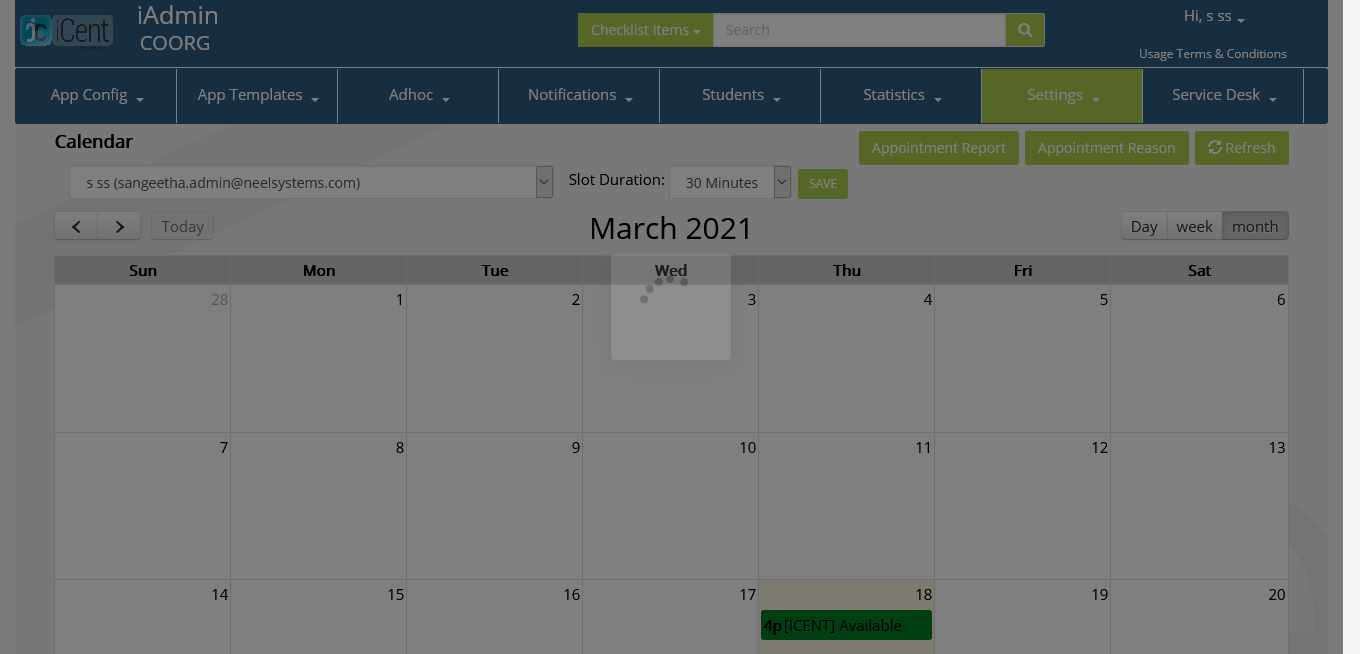 iCent
iAdmin
COORG
Checklist Items
Search
Hi, s ss
Usage Terms & Conditions
App Config
App Templates
Adhoc
Notifications
Students
Statistics
Settings
Service Desk
Calendar
Appointment Report
Appointment Reason
Refresh
s ss (sangeetha.admin@neelsystems.com)
Slot Duration:
30 Minutes
SAVE
Today
March 2021
Day
week
month
Sun Mon Tue Wed Thu Fri Sat
28 1 2 3 4 5 6
7 8 9 10 11 12 13
14 15 16 17 18 19 20
4p [ICENT] Available